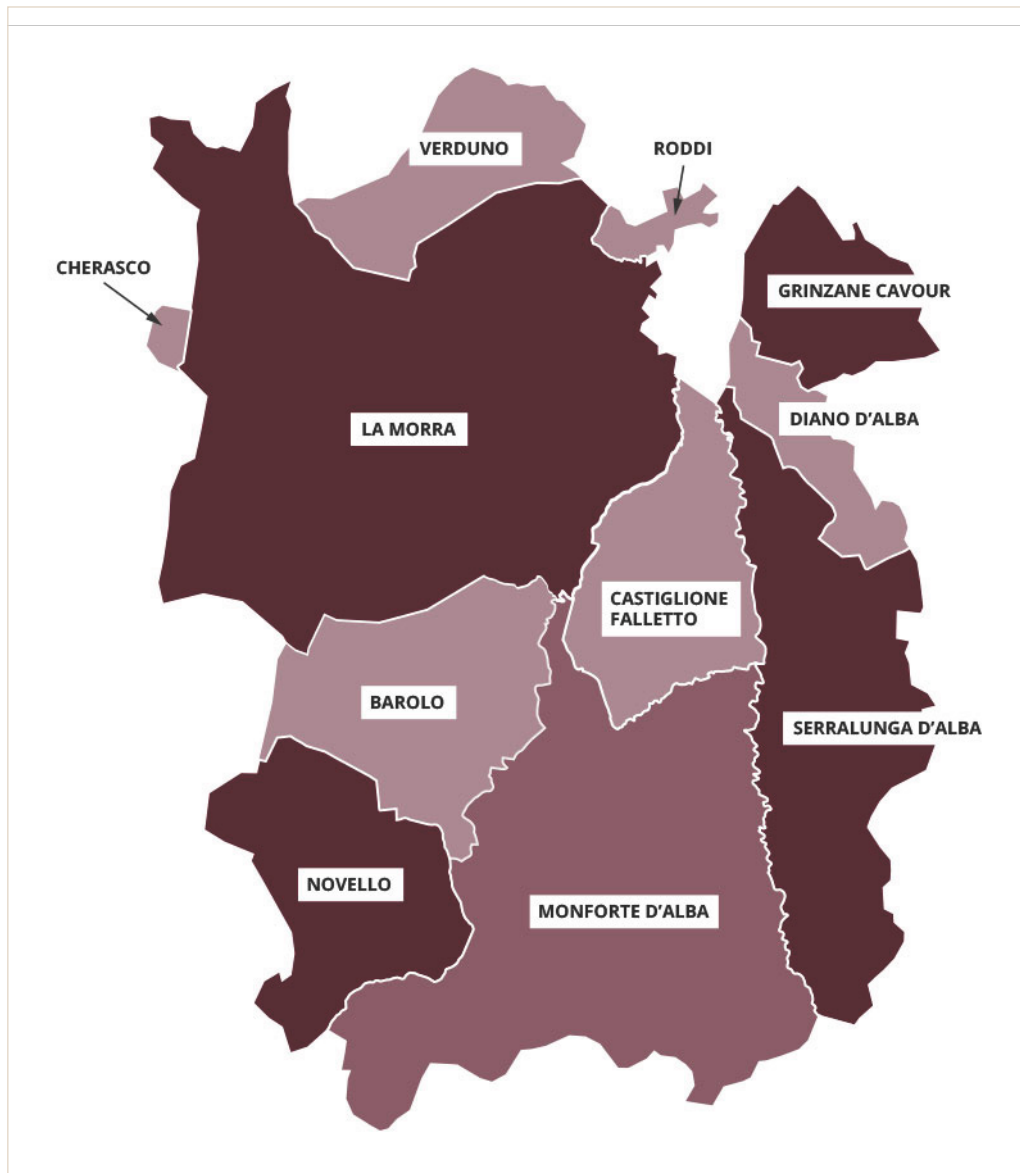 VERDUNO
RODDI
CHERASCO
GRINZANE CAVOUR
DIANO D’ALBA
LA MORRA
CASTIGLIONE
FALLETTO
BAROLO
SERRALUNGA D’ALBA
NOVELLO
MONFORTE D’ALBA